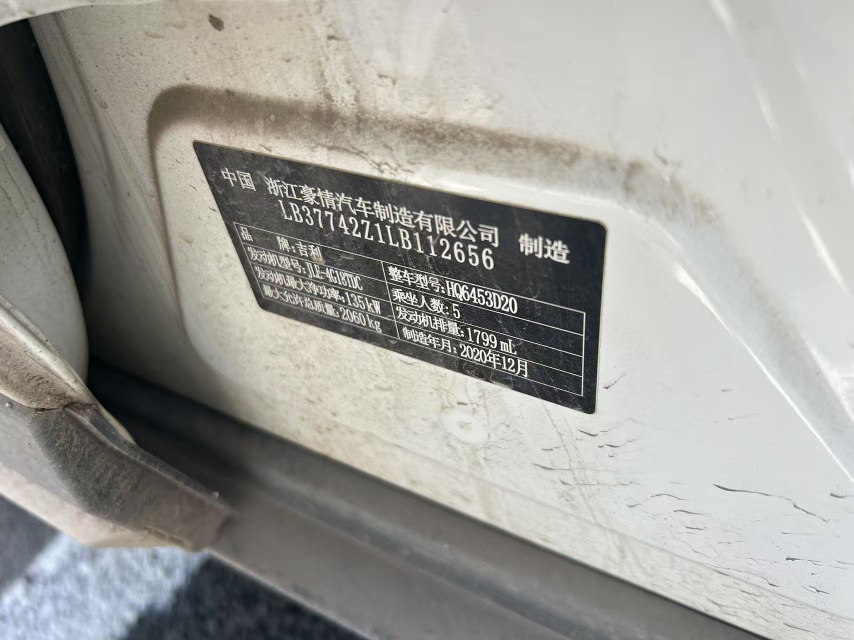 中国 浙江豪情汽车制造有限公司 制造
LB37742Z1LB112656
品 牌:吉利
整车型号:HQ6453D20
发动机型号:JLE-4G18TDC
乘坐人数:5
发动机最大净功率:135kW
发动机排量:1799mL
最大允许总质量:2060kg
制造年月:2020年12月